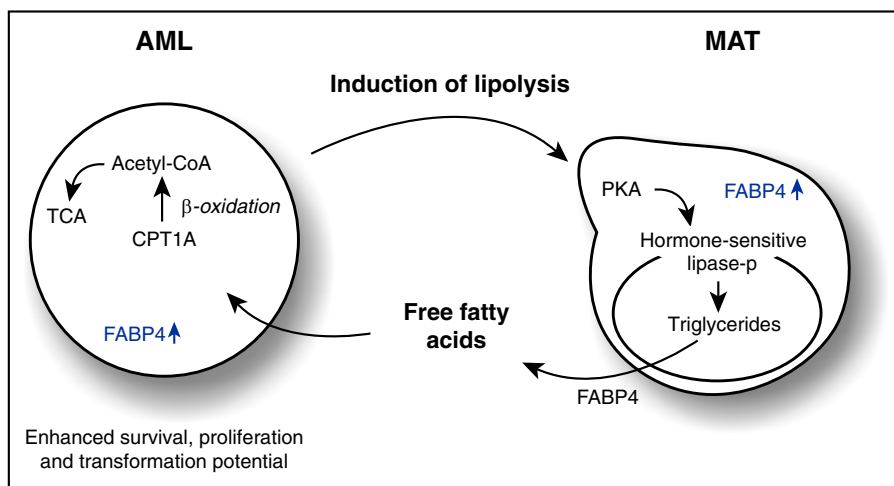 AML
MAT
Induction of lipolysis
Acetyl-CoA
TCA
β-oxidation
CPT1A
FABP4
PKA
FABP4
Hormone-sensitive
lipase-p
Triglycerides
Free fatty
acids
FABP4
Enhanced survival, proliferation
and transformation potential